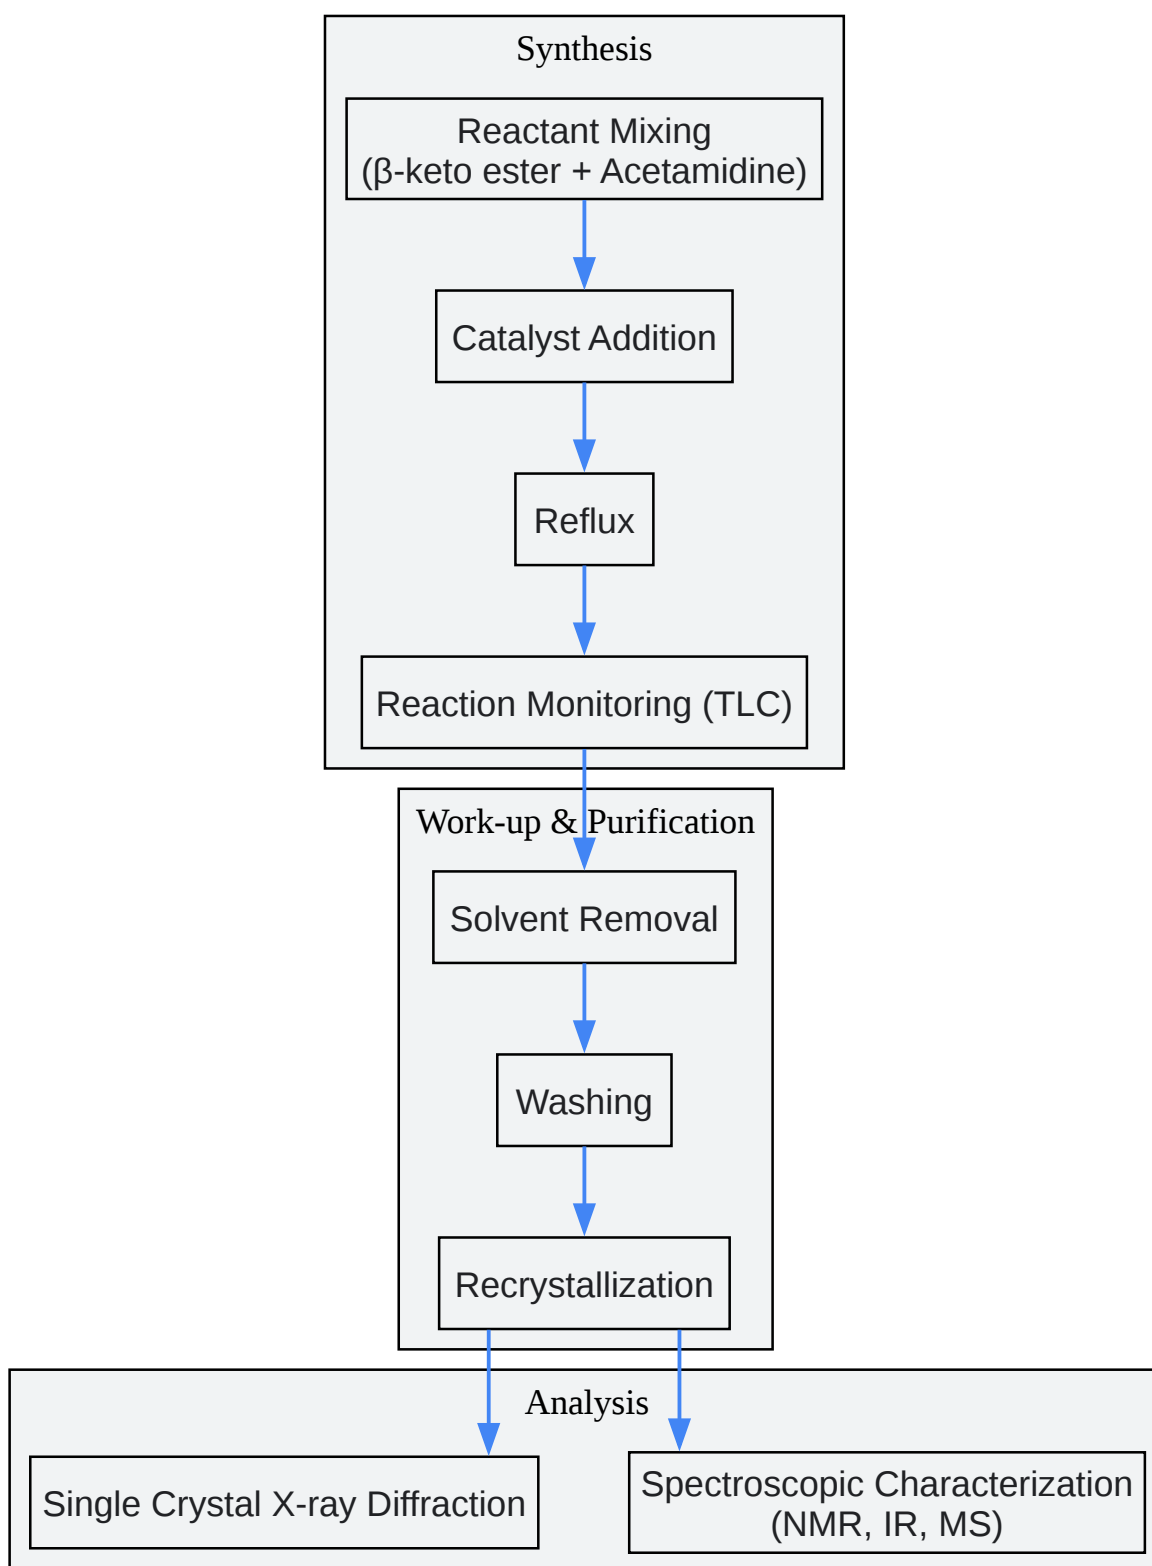 Synthesis
Reactant Mixing
(β-keto ester + Acetamidine)
Catalyst Addition
Reflux
Reaction Monitoring (TLC)
Work-up & Purification
Solvent Removal
Washing
Recrystallization
Analysis
Single Crystal X-ray Diffraction
Spectroscopic Characterization
(NMR, IR, MS)